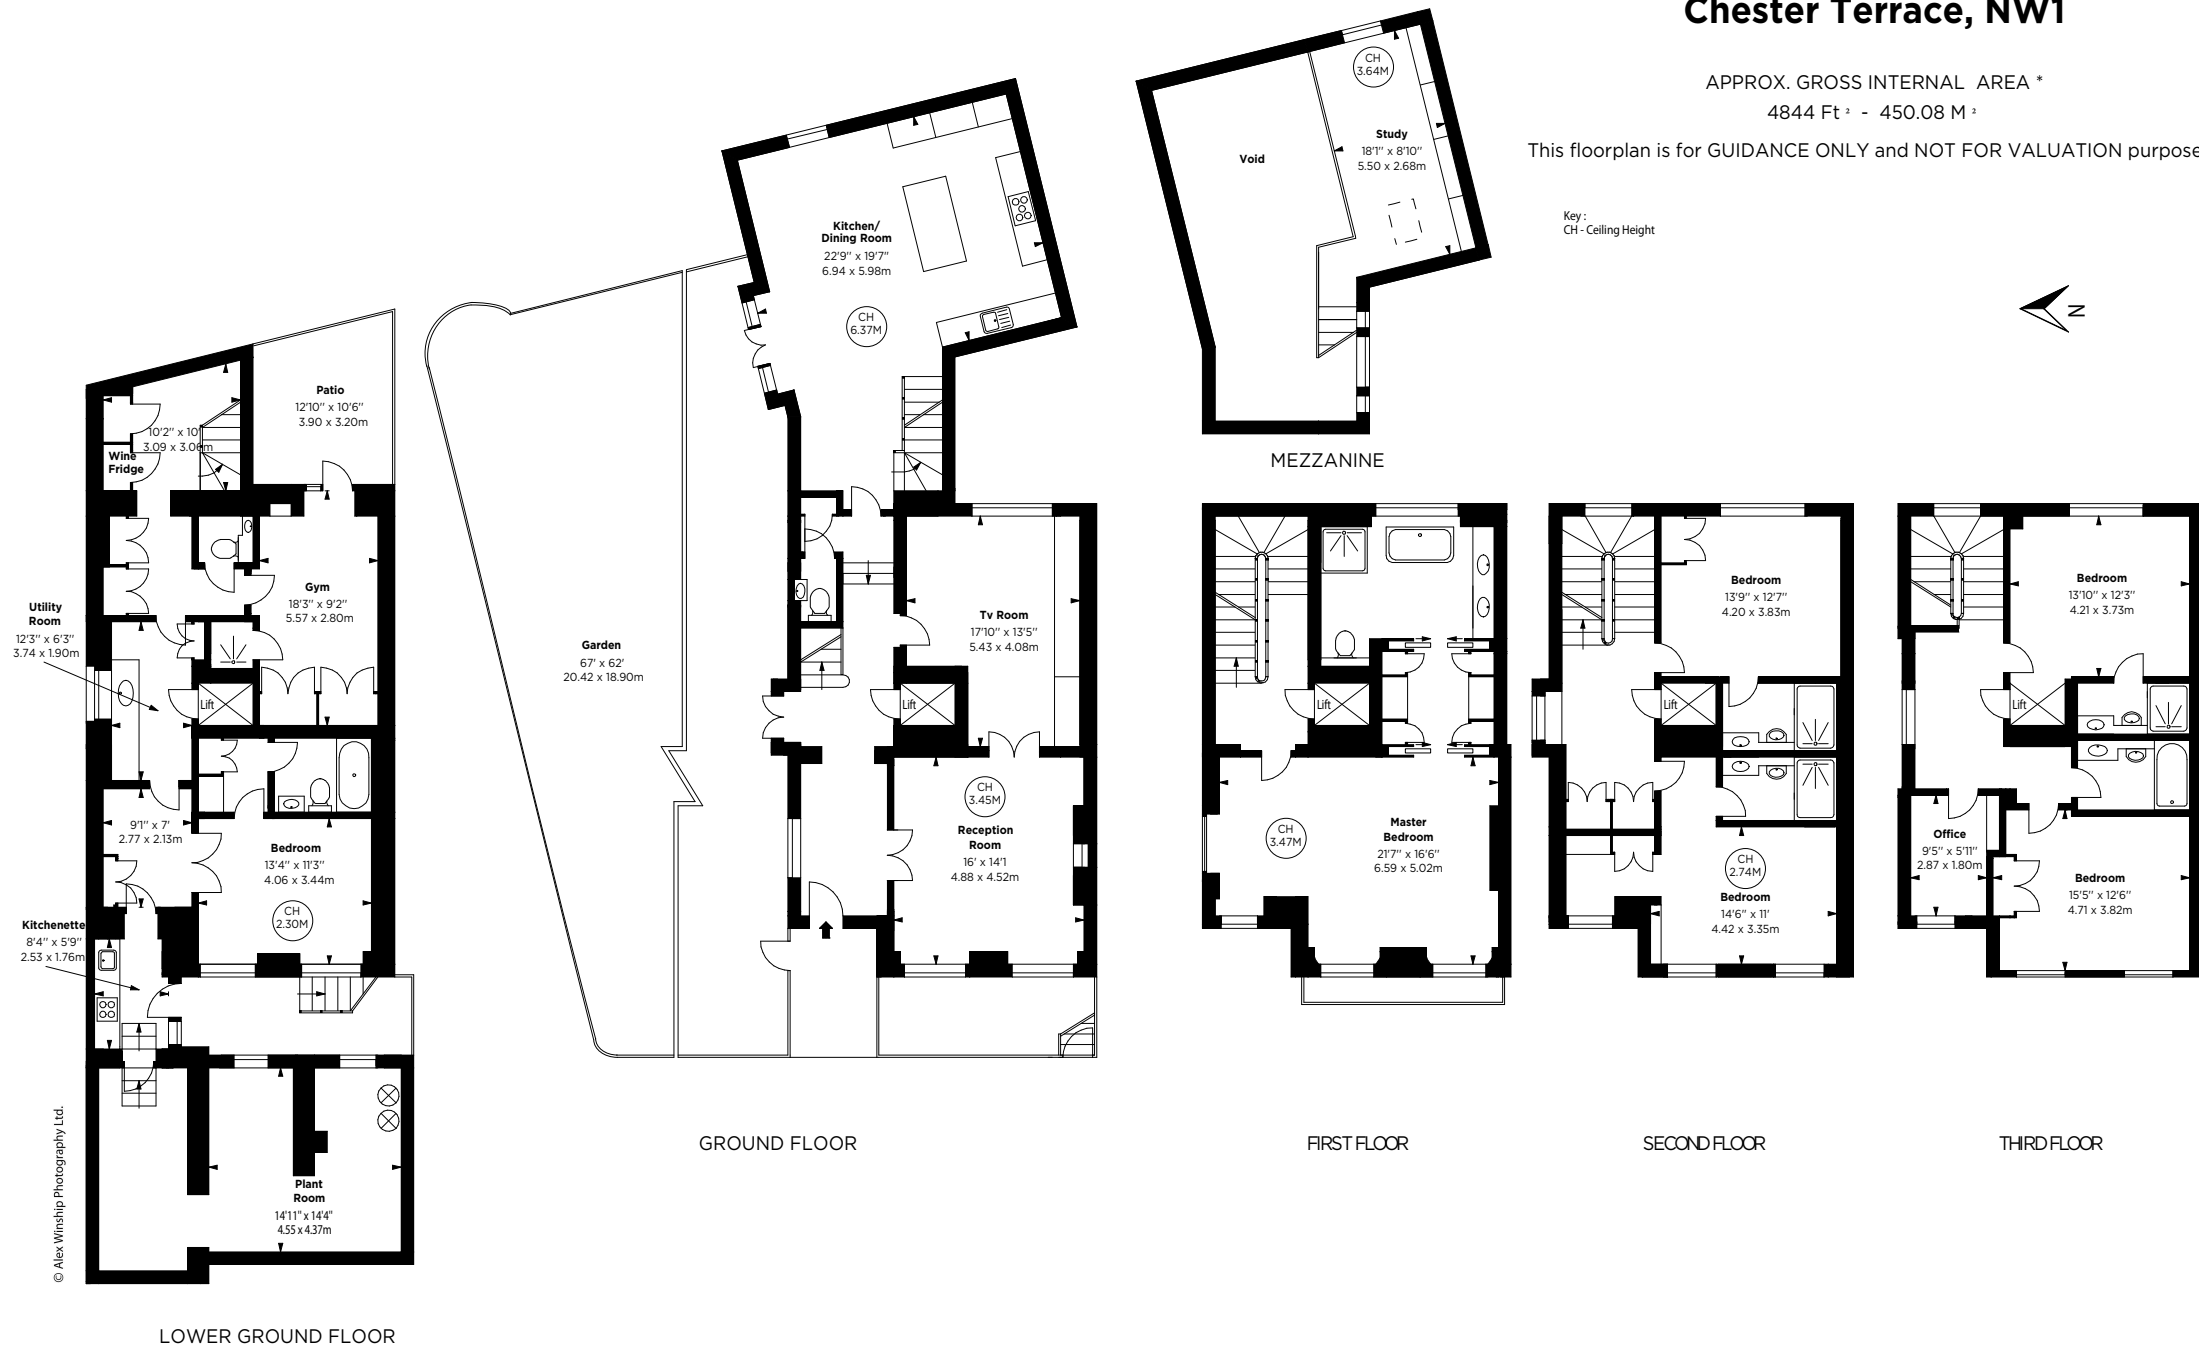 Chester Terrace, NW1
APPROX. GROSS INTERNAL AREA *
4844 Ft ² - 450.08 M ²
This floorplan is for GUIDANCE ONLY and NOT FOR VALUATION purpose
Key :
CH - Ceiling Height
N
Patio
12'10" x 10'6"
3.90 x 3.20m
10'2" x 10'
3.09 x 3.06m
Wine
Fridge
Gym
18'3" x 9'2"
5.57 x 2.80m
Utility
Room
12'3" x 6'3"
3.74 x 1.90m
Lift
9'1" x 7'
2.77 x 2.13m
Bedroom
13'4" x 11'3"
4.06 x 3.44m
CH
2.30M
Kitchenette
8'4" x 5'9"
2.53 x 1.76m
Plant
Room
14'11" x 14'4"
4.55 x 4.37m
© Alex Winship Photography Ltd.
LOWER GROUND FLOOR
Kitchen/
Dining Room
22'9" x 19'7"
6.94 x 5.98m
CH
6.37M
Garden
67' x 62'
20.42 x 18.90m
Tv Room
17'10" x 13'5"
5.43 x 4.08m
Lift
CH
3.45M
Reception
Room
16' x 14'1
4.88 x 4.52m
GROUND FLOOR
CH
3.64M
Study
18'1" x 8'10"
5.50 x 2.68m
Void
MEZZANINE
Lift
CH
3.47M
Master
Bedroom
21'7" x 16'6"
6.59 x 5.02m
FIRST FLOOR
Bedroom
13'9" x 12'7"
4.20 x 3.83m
Lift
CH
2.74M
Bedroom
14'6" x 11'
4.42 x 3.35m
SECOND FLOOR
Bedroom
13'10" x 12'3"
4.21 x 3.73m
Lift
Office
9'5" x 5'11"
2.87 x 1.80m
Bedroom
15'5" x 12'6"
4.71 x 3.82m
THIRD FLOOR